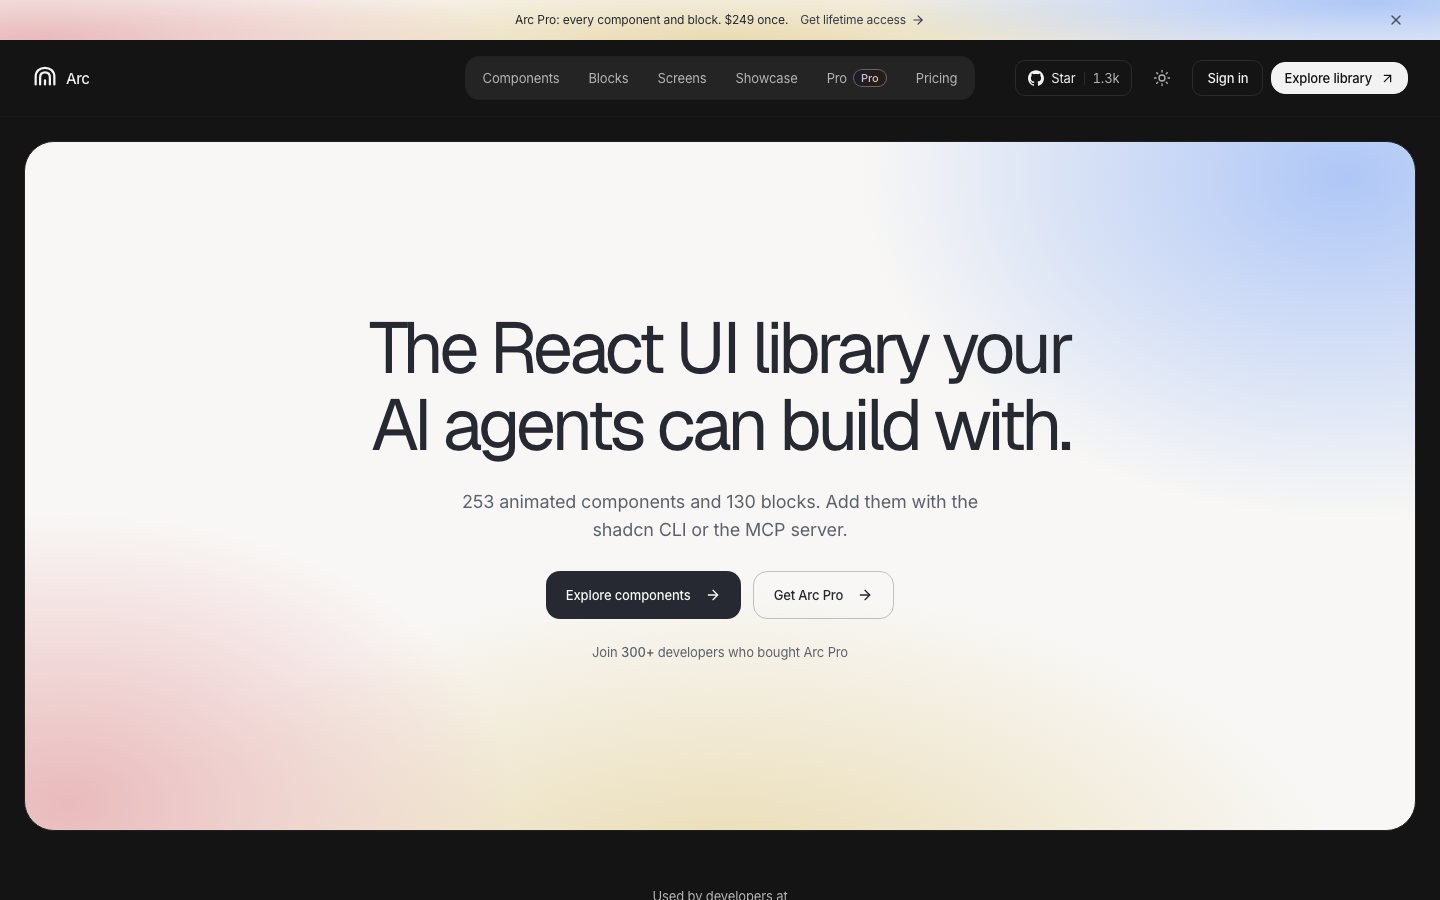 Arc Pro: every component and block. $249 once. Get lifetime access
Arc
Components Blocks Screens Showcase Pro Pro Pricing
Star 1.3k
Sign in
Explore library
The React UI library your
AI agents can build with.
253 animated components and 130 blocks. Add them with the
shadcn CLI or the MCP server.
Explore components
Get Arc Pro
Join 300+ developers who bought Arc Pro
Used by developers at